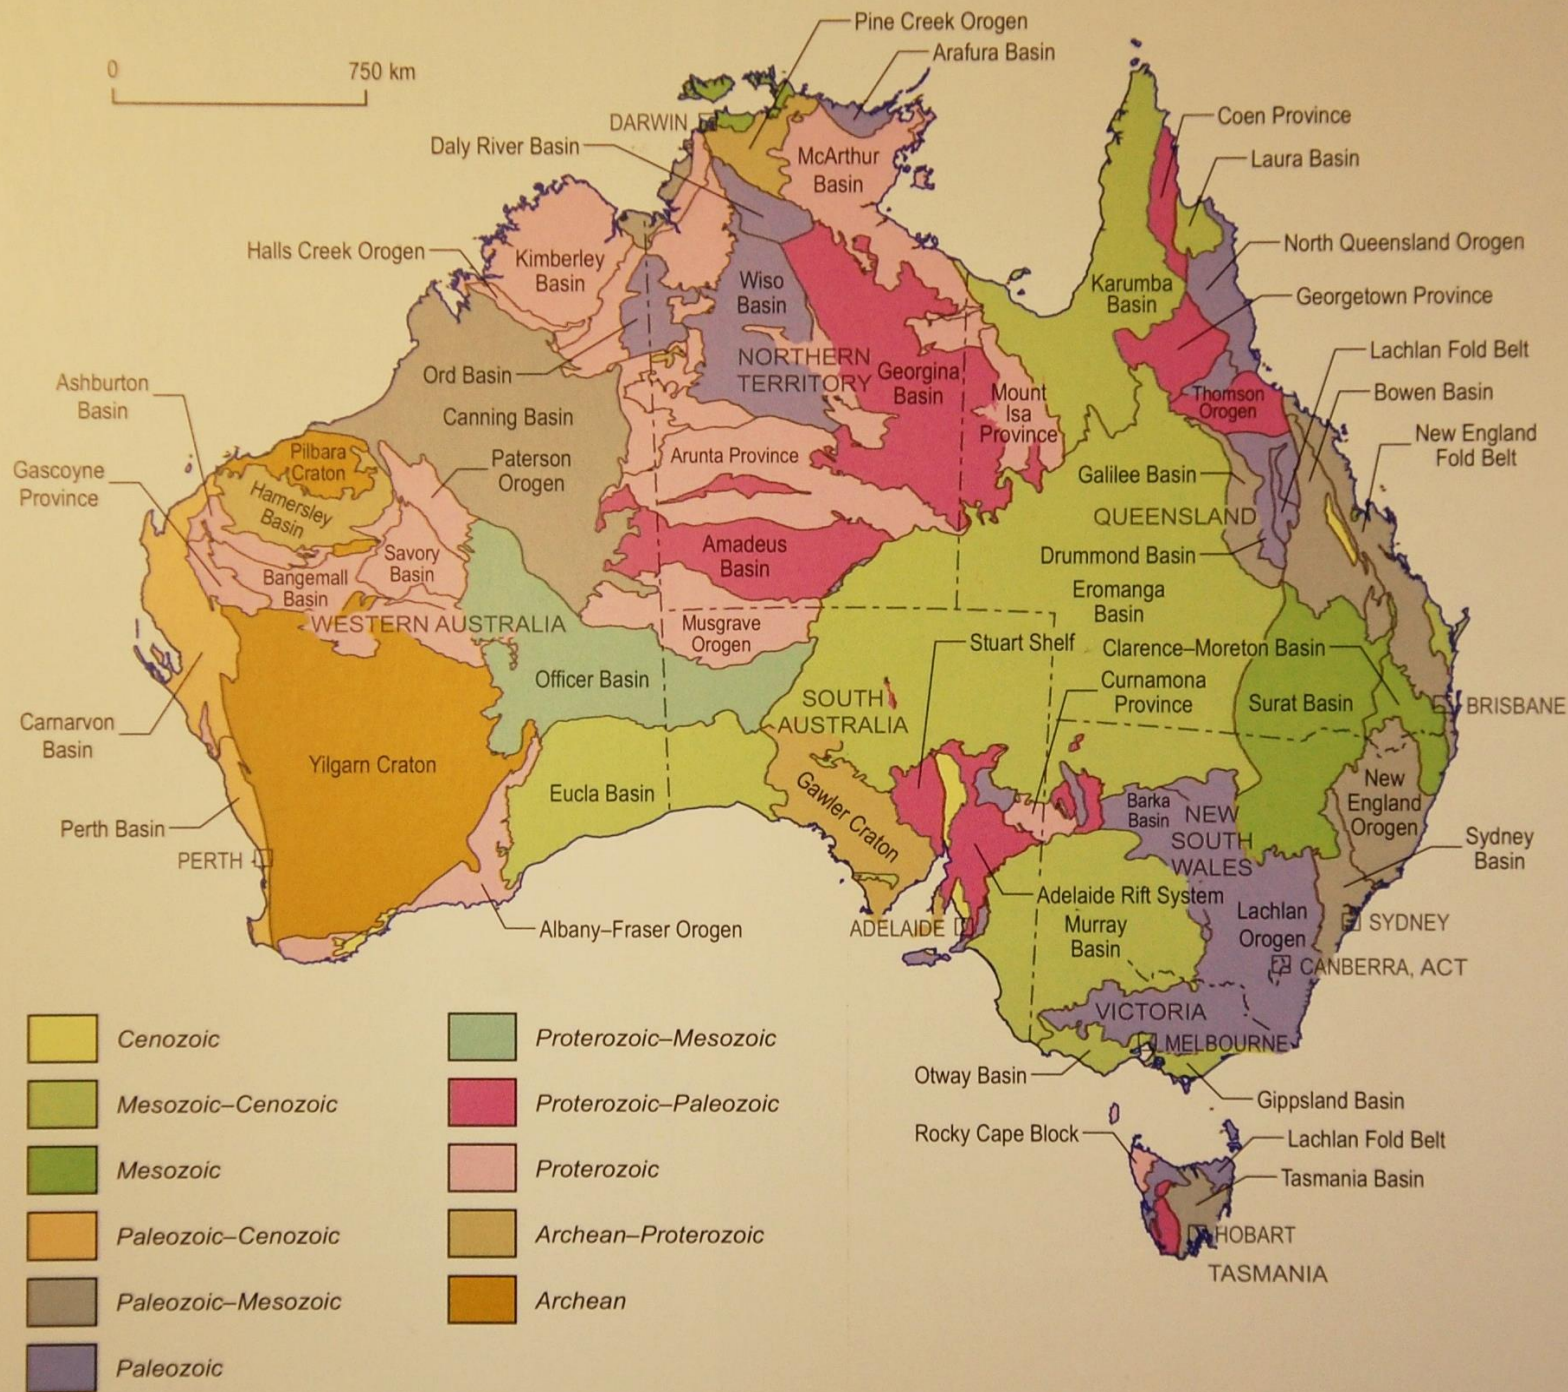 Pine Creek Orogen
Arafura Basin
0
750 km
DARWIN
Coen Province
Daly River Basin
McArthur
Basin
Laura Basin
Halls Creek Orogen
Kimberley
Basin
North Queensland Orogen
Wiso
Basin
Karumba
Basin
Georgetown Province
NORTHERN
TERRITORY
Lachlan Fold Belt
Ord Basin
Georgina
Basin
Ashburton
Basin
Bowen Basin
Canning Basin
Mount
Isa
Province
Thomson
Orogen
New England
Fold Belt
Pilbara
Craton
Paterson
Orogen
Arunta Province
Gascoyne
Province
Galilee Basin
Hamersley
Basin
QUEENSLAND
Amadeus
Basin
Drummond Basin
Savory
Basin
Bangemall
Basin
Eromanga
Basin
WESTERN AUSTRALIA
Musgrave
Orogen
Stuart Shelf
Clarence–Moreton Basin
Officer Basin
Curnamona
Province
SOUTH
AUSTRALIA
Surat Basin
BRISBANE
Carnarvon
Basin
Yilgarn Craton
Eucla Basin
Gawler Craton
Barka
Basin
NEW
SOUTH
WALES
New
England
Orogen
Perth Basin
Sydney
Basin
PERTH
Adelaide Rift System
Albany–Fraser Orogen
ADELAIDE
Murray
Basin
Lachlan
Orogen
SYDNEY
CANBERRA, ACT
VICTORIA
MELBOURNE
Otway Basin
Gippsland Basin
Rocky Cape Block
Lachlan Fold Belt
Tasmania Basin
HOBART
TASMANIA
Cenozoic
Mesozoic–Cenozoic
Mesozoic
Paleozoic–Cenozoic
Paleozoic–Mesozoic
Paleozoic
Proterozoic–Mesozoic
Proterozoic–Paleozoic
Proterozoic
Archean–Proterozoic
Archean